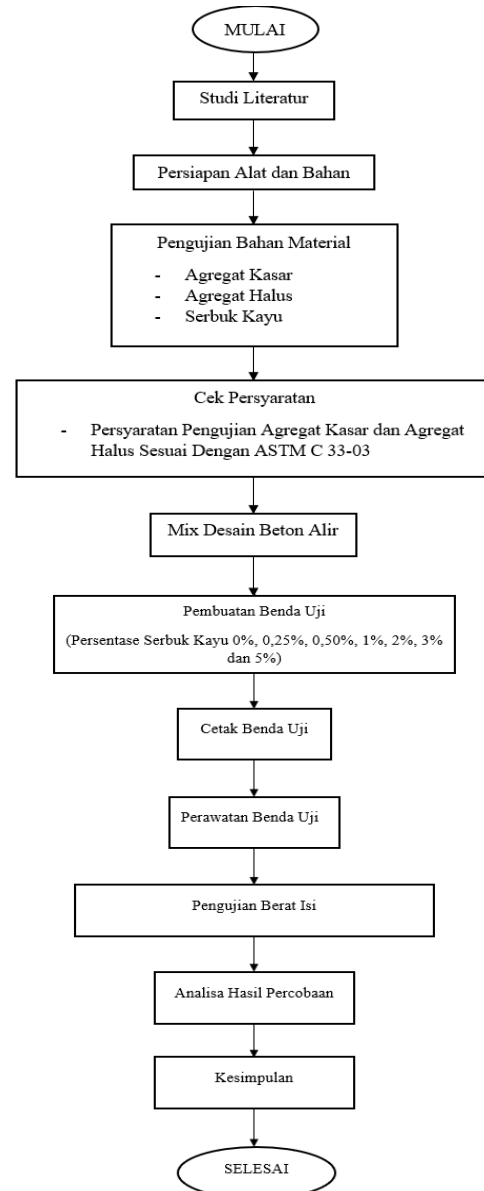 MULAI
Studi Literatur
Persiapan Alat dan Bahan
Pengujian Bahan Material
- Agregat Kasar
- Agregat Halus
- Serbuk Kayu
Cek Persyaratan
- Persyaratan Pengujian Agregat Kasar dan Agregat
Halus Sesuai Dengan ASTM C 33-03
Mix Desain Beton Alir
Pembuatan Benda Uji
(Persentase Serbuk Kayu 0%, 0,25%, 0,50%, 1%, 2%, 3%
dan 5%)
Cetak Benda Uji
Perawatan Benda Uji
Pengujian Berat Isi
Analisa Hasil Percobaan
Kesimpulan
SELESAI